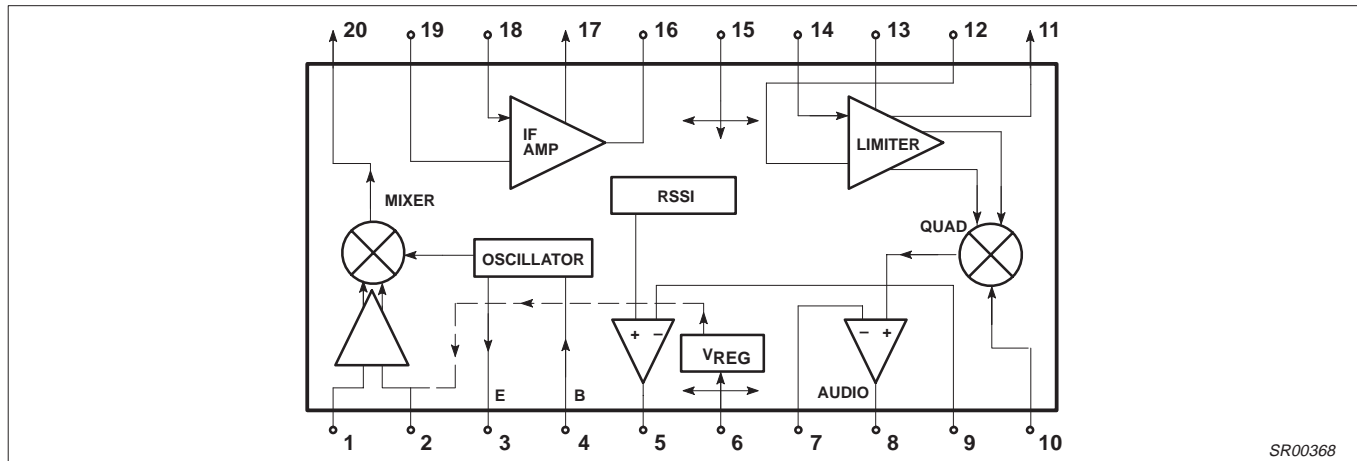 20 19 18 17 16 15 14 13 12 11
IF
AMP
LIMITER
RSSI
MIXER
QUAD
OSCILLATOR
+ −
VREG
− +
E B
AUDIO
1 2 3 4 5 6 7 8 9 10
SR00368